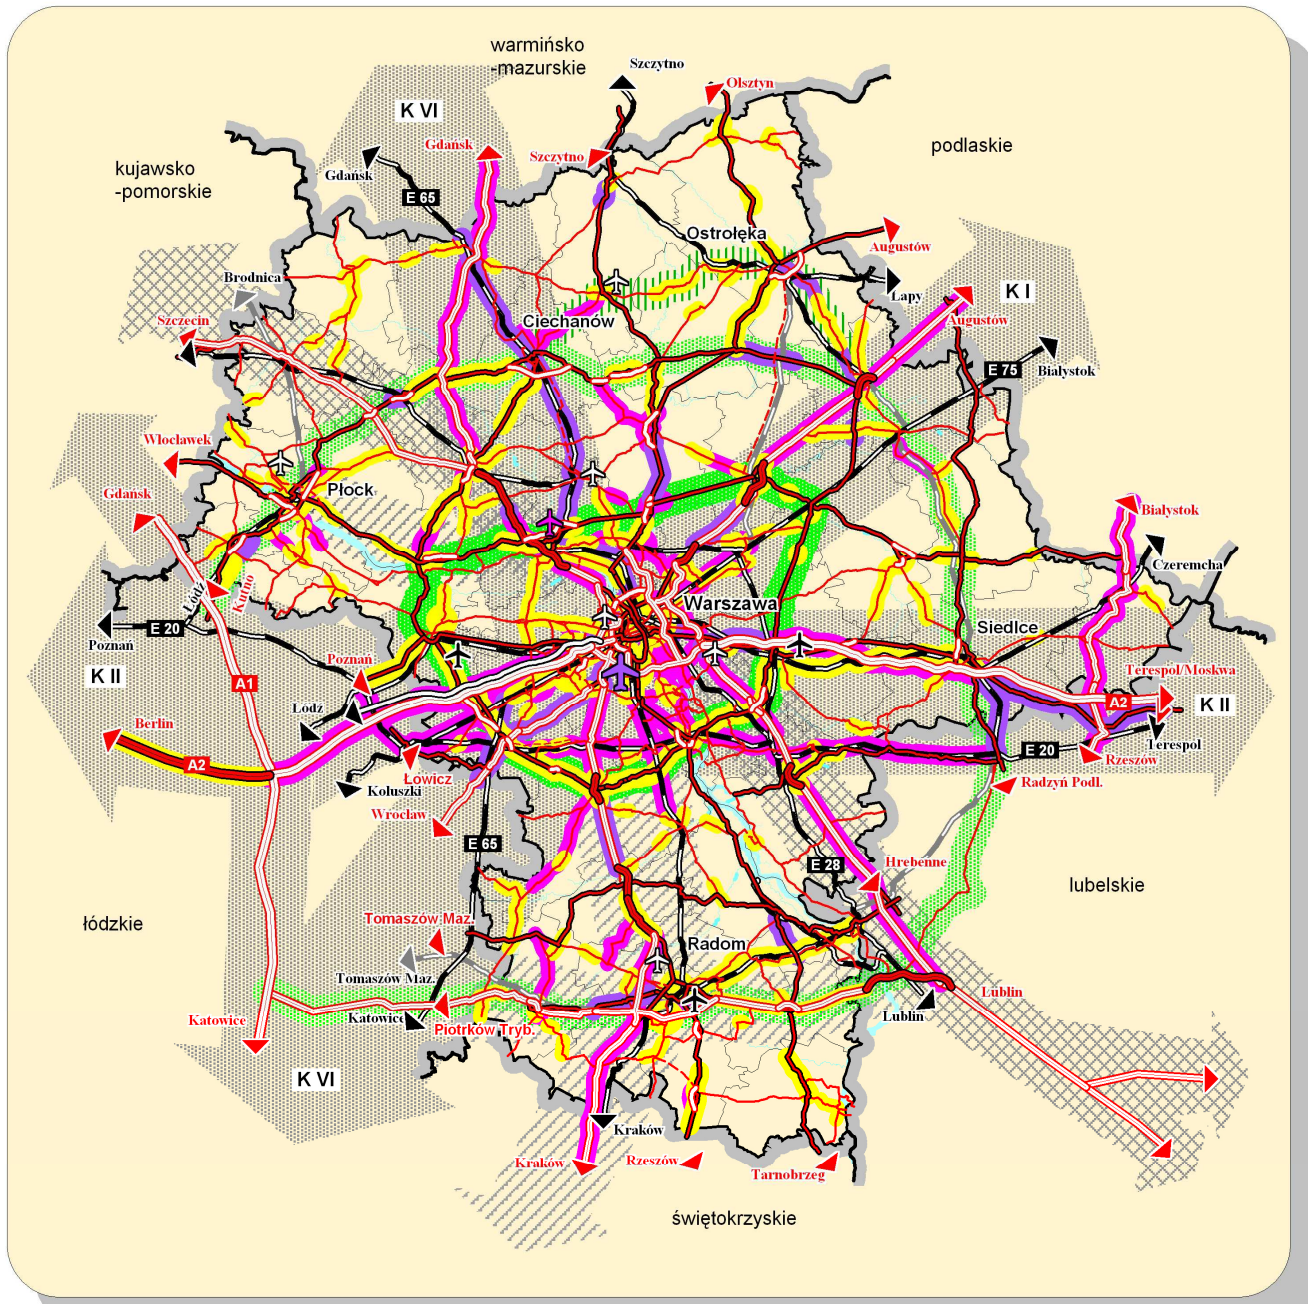 warmińsko
-mazurskie
Szczytno
Olsztyn
K VI
Gdańsk
Szczytno
podlaskie
kujawsko
-pomorskie
Gdańsk
E 65
Ostrołęka
Augustów
Brodnica
Łapy
K I
Szczecin
Ciechanów
Augustów
E 75
Białystok
Włocławek
Płock
Gdańsk
Białystok
Czeremcha
Łódź
Kutno
Warszawa
E 20
Siedlce
Poznań
K II
Poznań
Terespol/Moskwa
A1
A2
K II
Łódź
Berlin
Terespol
E 20
A2
Rzeszów
Łowicz
Radzyń Podl.
Koluszki
Wrocław
E 65
E 28
Hrebenne
lubelskie
łódzkie
Tomaszów Maz.
Radom
Tomaszów Maz.
Lublin
Katowice
Katowice
Lublin
Piotrków Tryb.
K VI
Kraków
Kraków
Rzeszów
Tarnobrzeg
świętokrzyskie